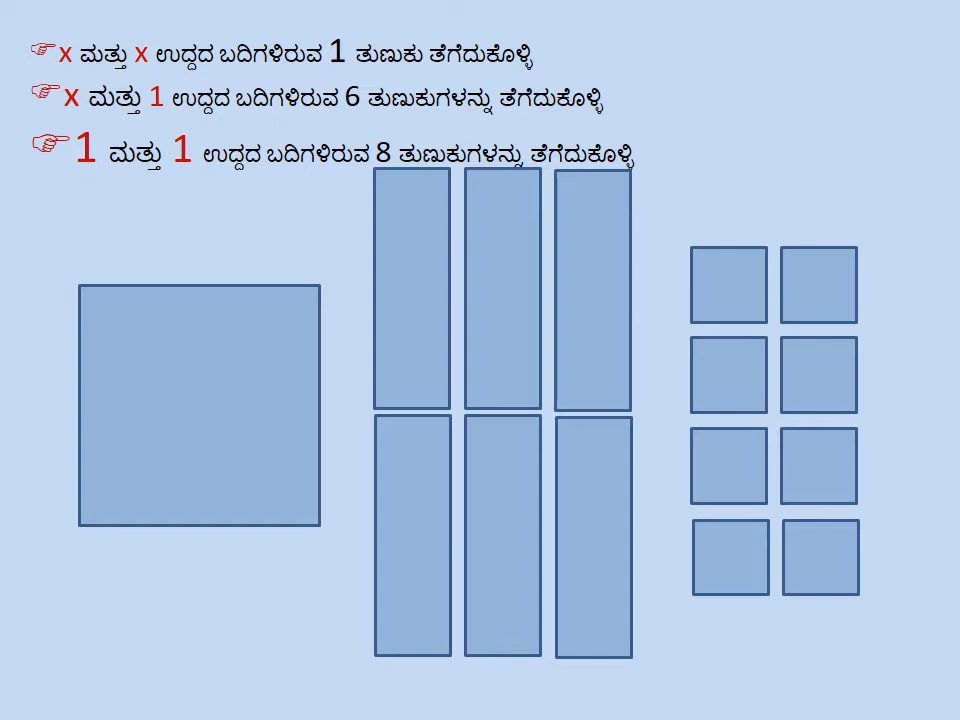 ☞x ಮತ್ತು x ಉದ್ದದ ಬದಿಗಳಿರುವ 1 ತುಣುಕು ತೆಗೆದುಕೊಳ್ಳಿ
☞x ಮತ್ತು 1 ಉದ್ದದ ಬದಿಗಳಿರುವ 6 ತುಣುಕುಗಳನ್ನು ತೆಗೆದುಕೊಳ್ಳಿ
☞1 ಮತ್ತು 1 ಉದ್ದದ ಬದಿಗಳಿರುವ 8 ತುಣುಕುಗಳನ್ನು ತೆಗೆದುಕೊಳ್ಳಿ